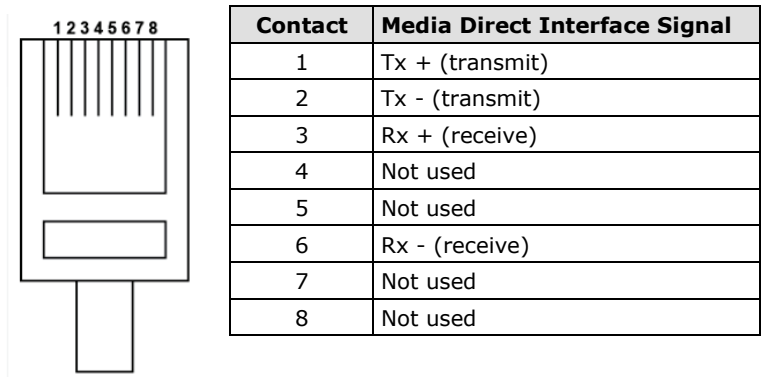 12345678
Contact Media Direct Interface Signal
1 Tx + (transmit)
2 Tx - (transmit)
3 Rx + (receive)
4 Not used
5 Not used
6 Rx - (receive)
7 Not used
8 Not used